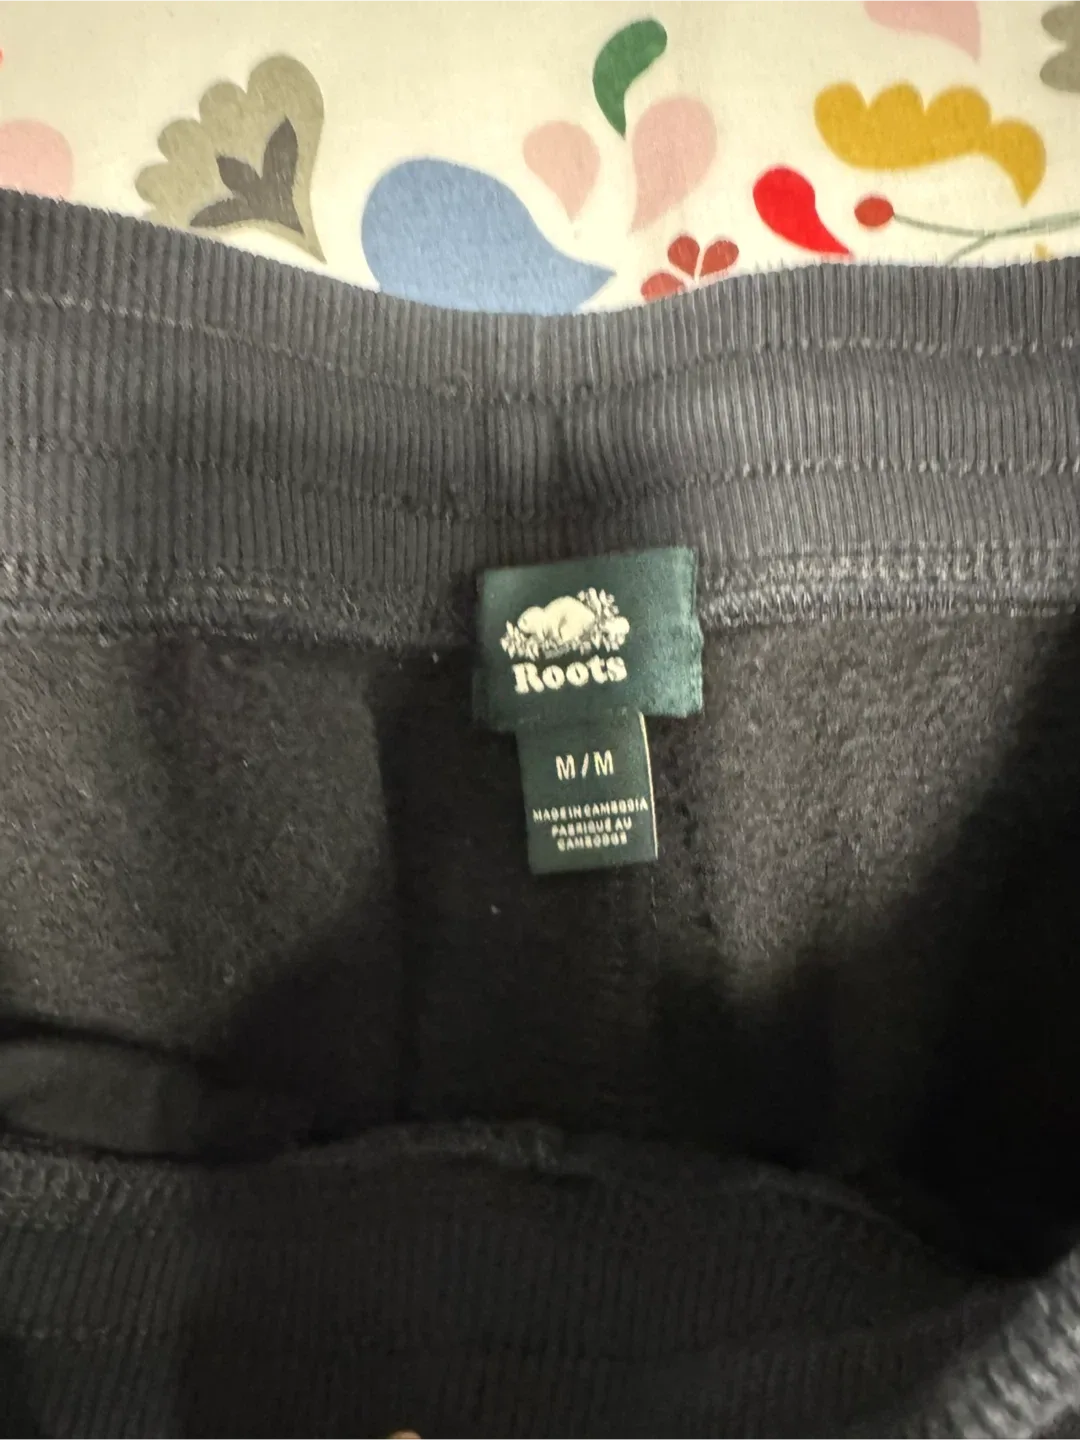 Roots
M/M
MADE IN CAMBODIA
FABRIQUÉ AU
CAMBODGE